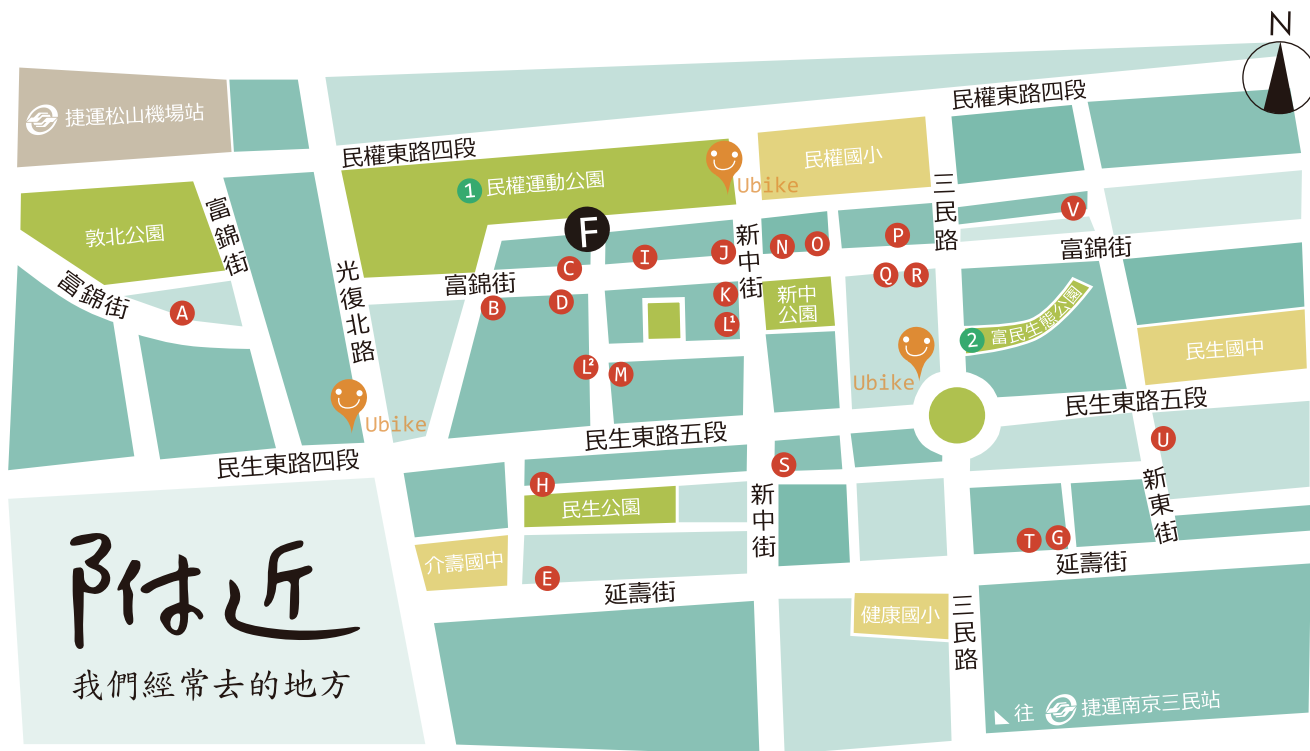 N
捷運松山機場站
民權東路四段
民權東路四段
1 民權運動公園
Ubike
民權國小
三民路
敦北公園
富錦街
富錦街
A
光復北路
F
富錦街
B
C
D
I
J
K
L¹
L²
M
新中街
N
O
P
Q
R
V
新中公園
富錦街
2 富民生態公園
Ubike
民生國中
Ubike
民生東路四段
民生東路五段
民生東路五段
H
民生公園
S
新中街
U
新東街
介壽國中
E
延壽街
T
G
延壽街
健康國小
三民路
附近
我們經常去的地方
往 捷運南京三民站